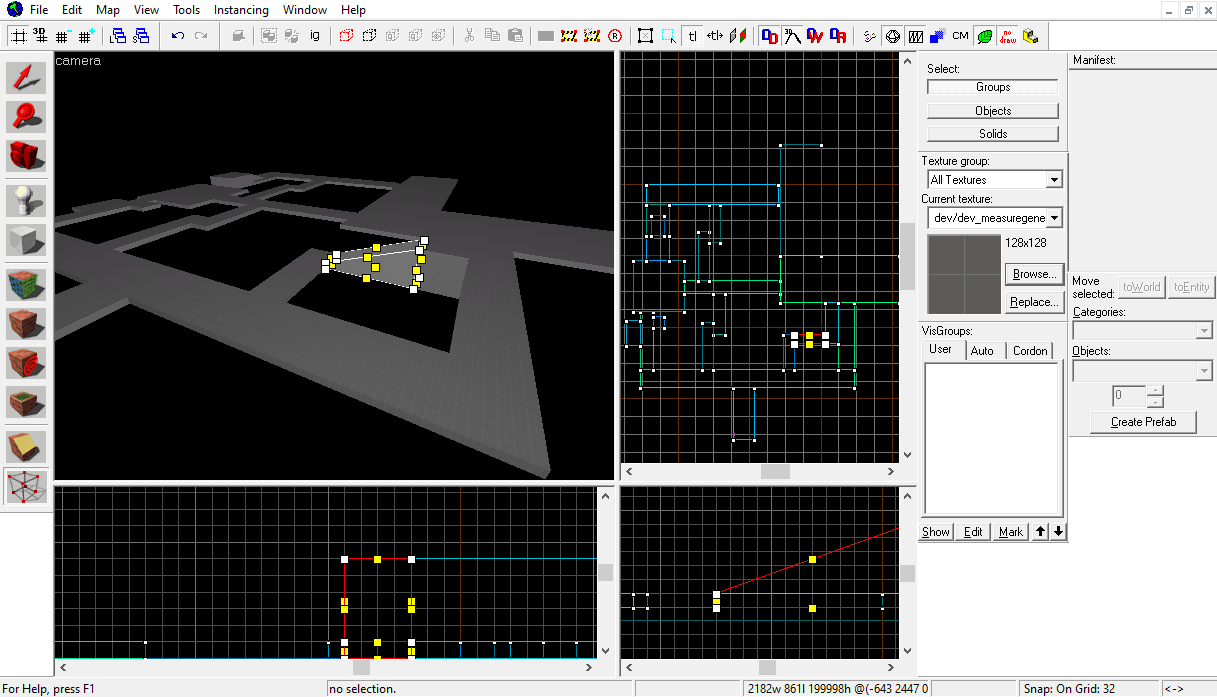 File Edit Map View Tools Instancing Window Help
3D ig tl CM no draw
camera
Select:
Groups
Objects
Solids
Texture group:
All Textures
Current texture:
dev/dev_measuregene
128x128
Browse...
Replace...
VisGroups:
User Auto Cordon
Show Edit Mark
Manifest:
Move selected: toWorld toEntity
Categories:
Objects:
0
Create Prefab
For Help, press F1 no selection. 2182w 861l 199998h @(-643 2447 0 Snap: On Grid: 32 <->